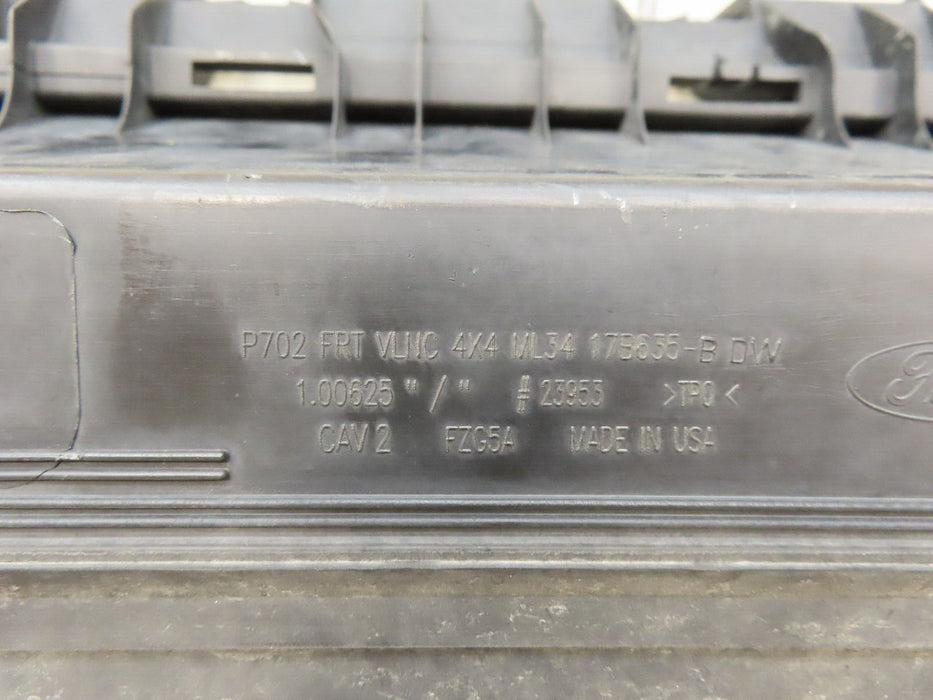 P702 FRT VLNC 4X4 ML34 17B635-B DW
1.00625 "/" # 23953 >TPO<
CAV 2 FZG5A MADE IN USA